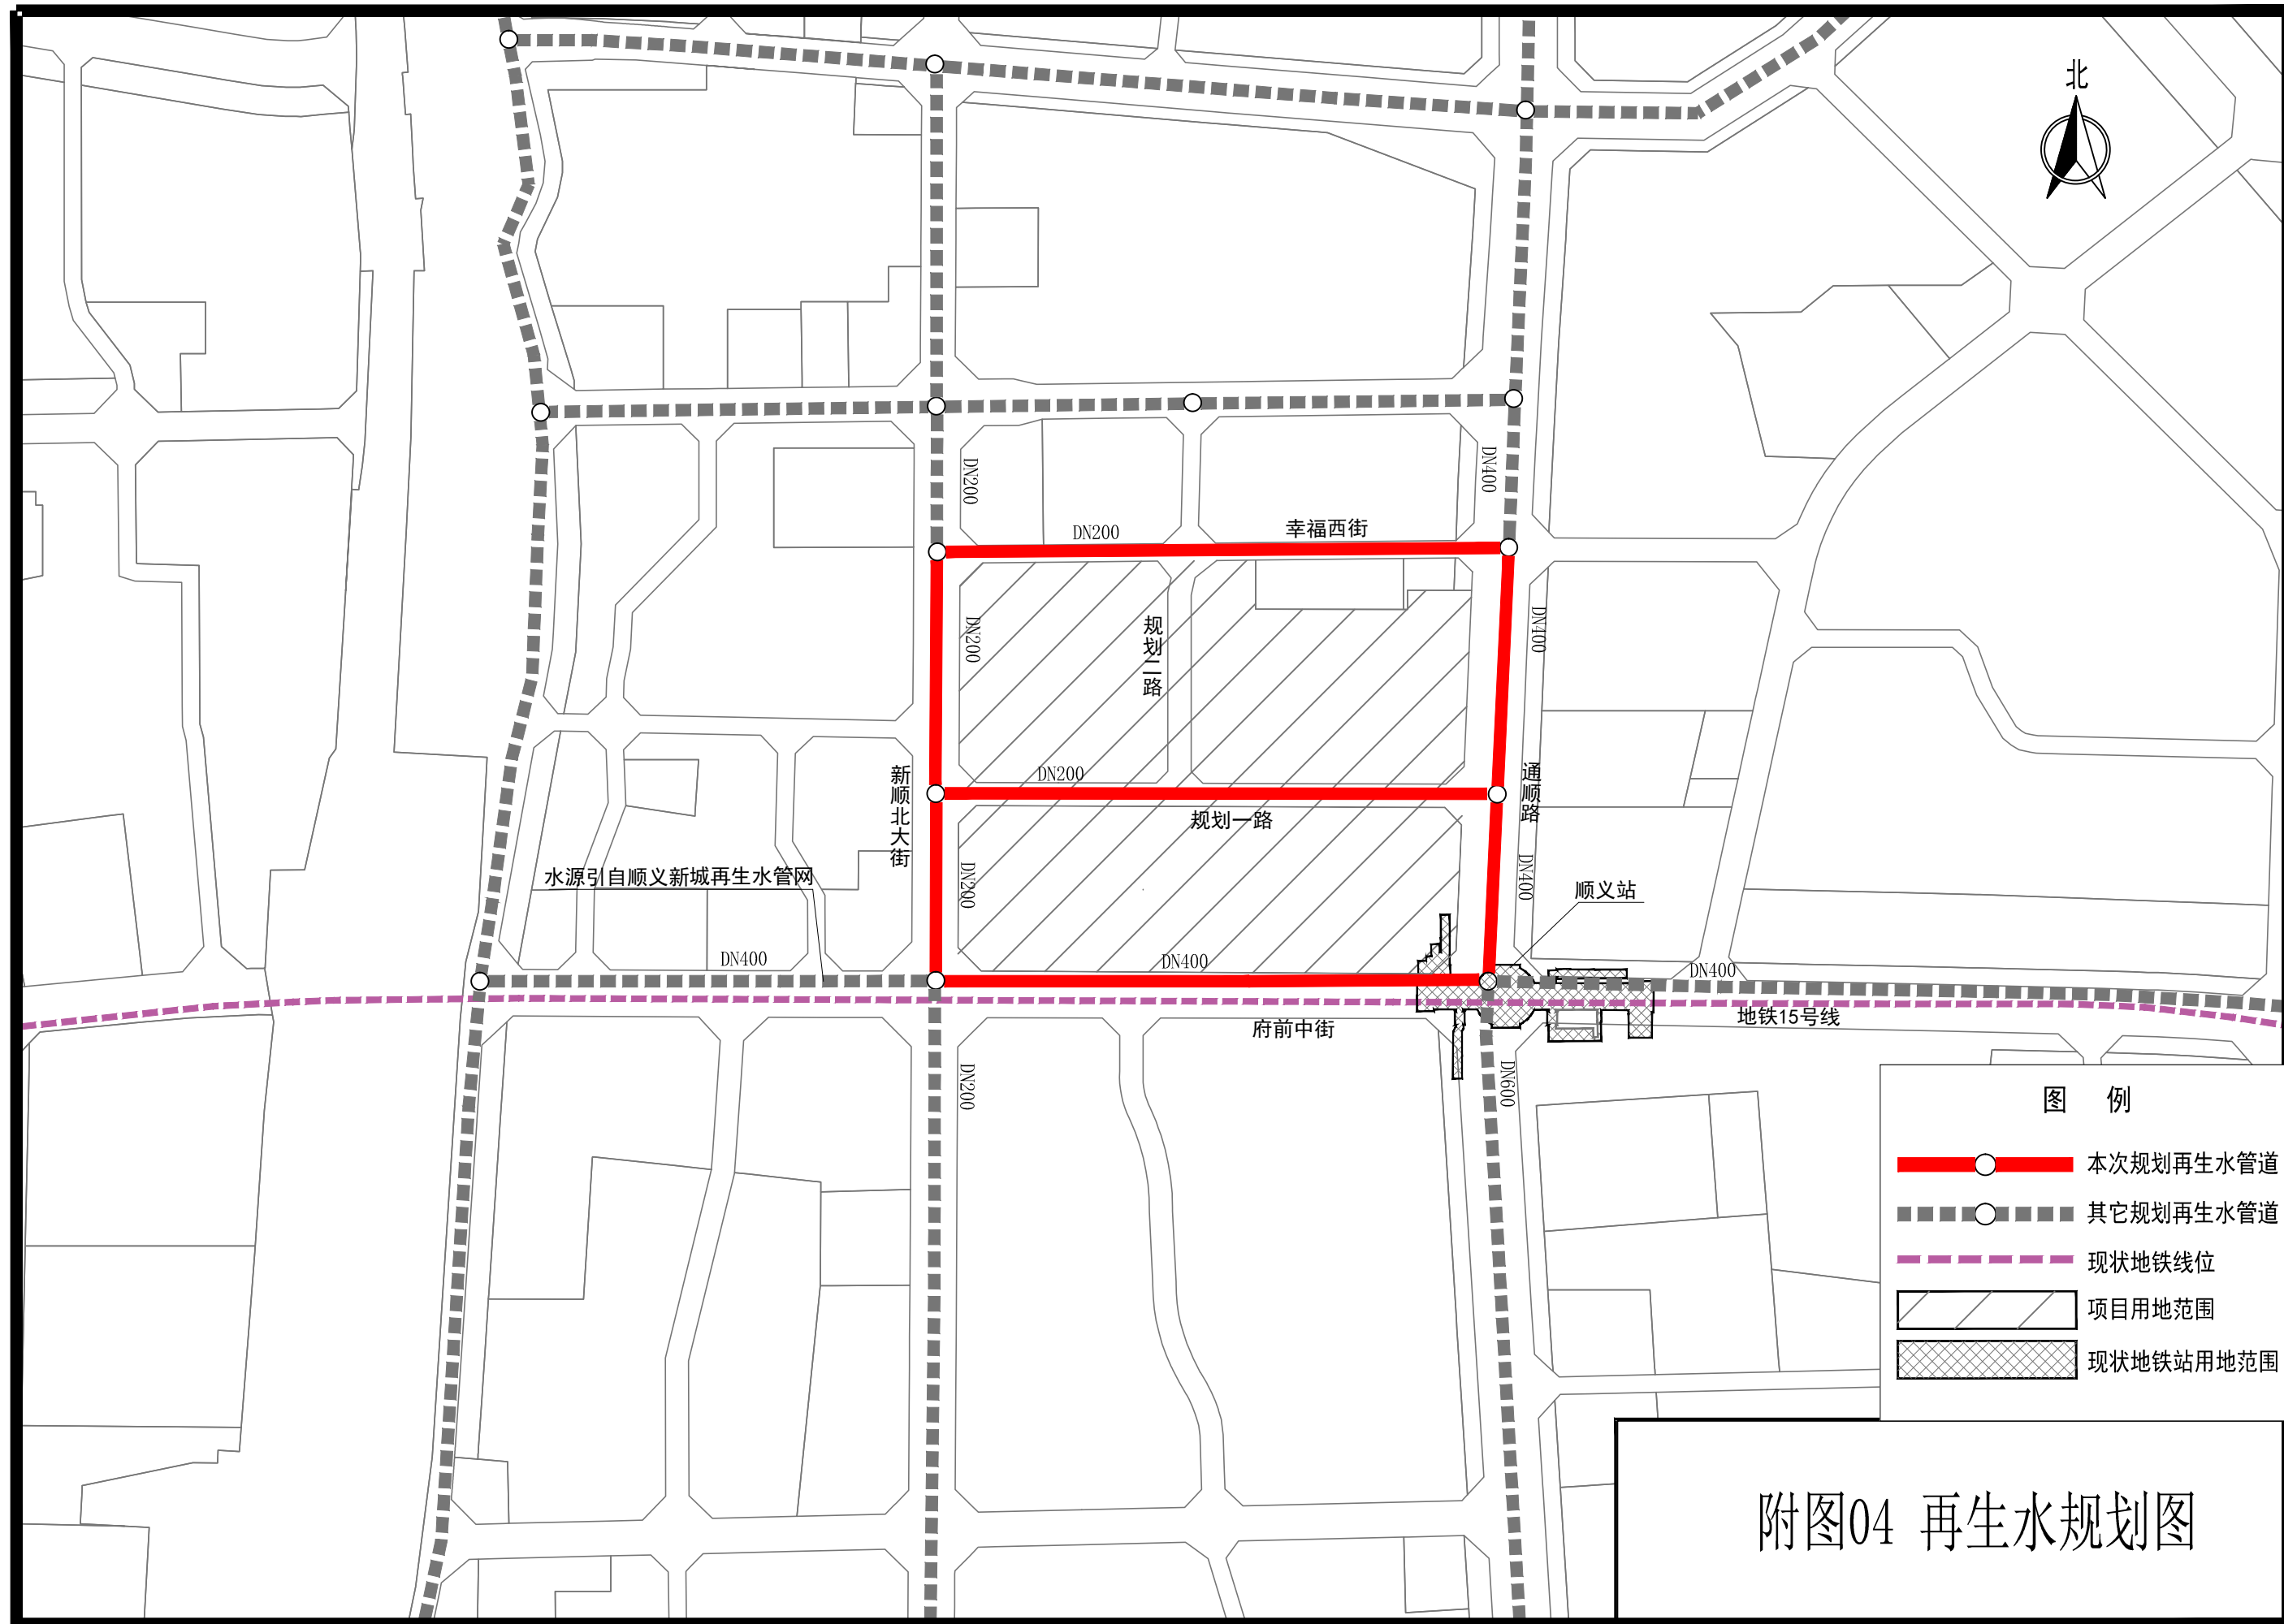 北
DN200
DN400
DN200
幸福西街
DN200
规划二路
DN400
新顺北大街
DN200
通顺路
规划一路
水源引自顺义新城再生水管网
DN200
DN400
顺义站
DN400
DN400
DN400
府前中街
地铁15号线
DN200
DN600
图 例
本次规划再生水管道
其它规划再生水管道
现状地铁线位
项目用地范围
现状地铁站用地范围
附图04 再生水规划图